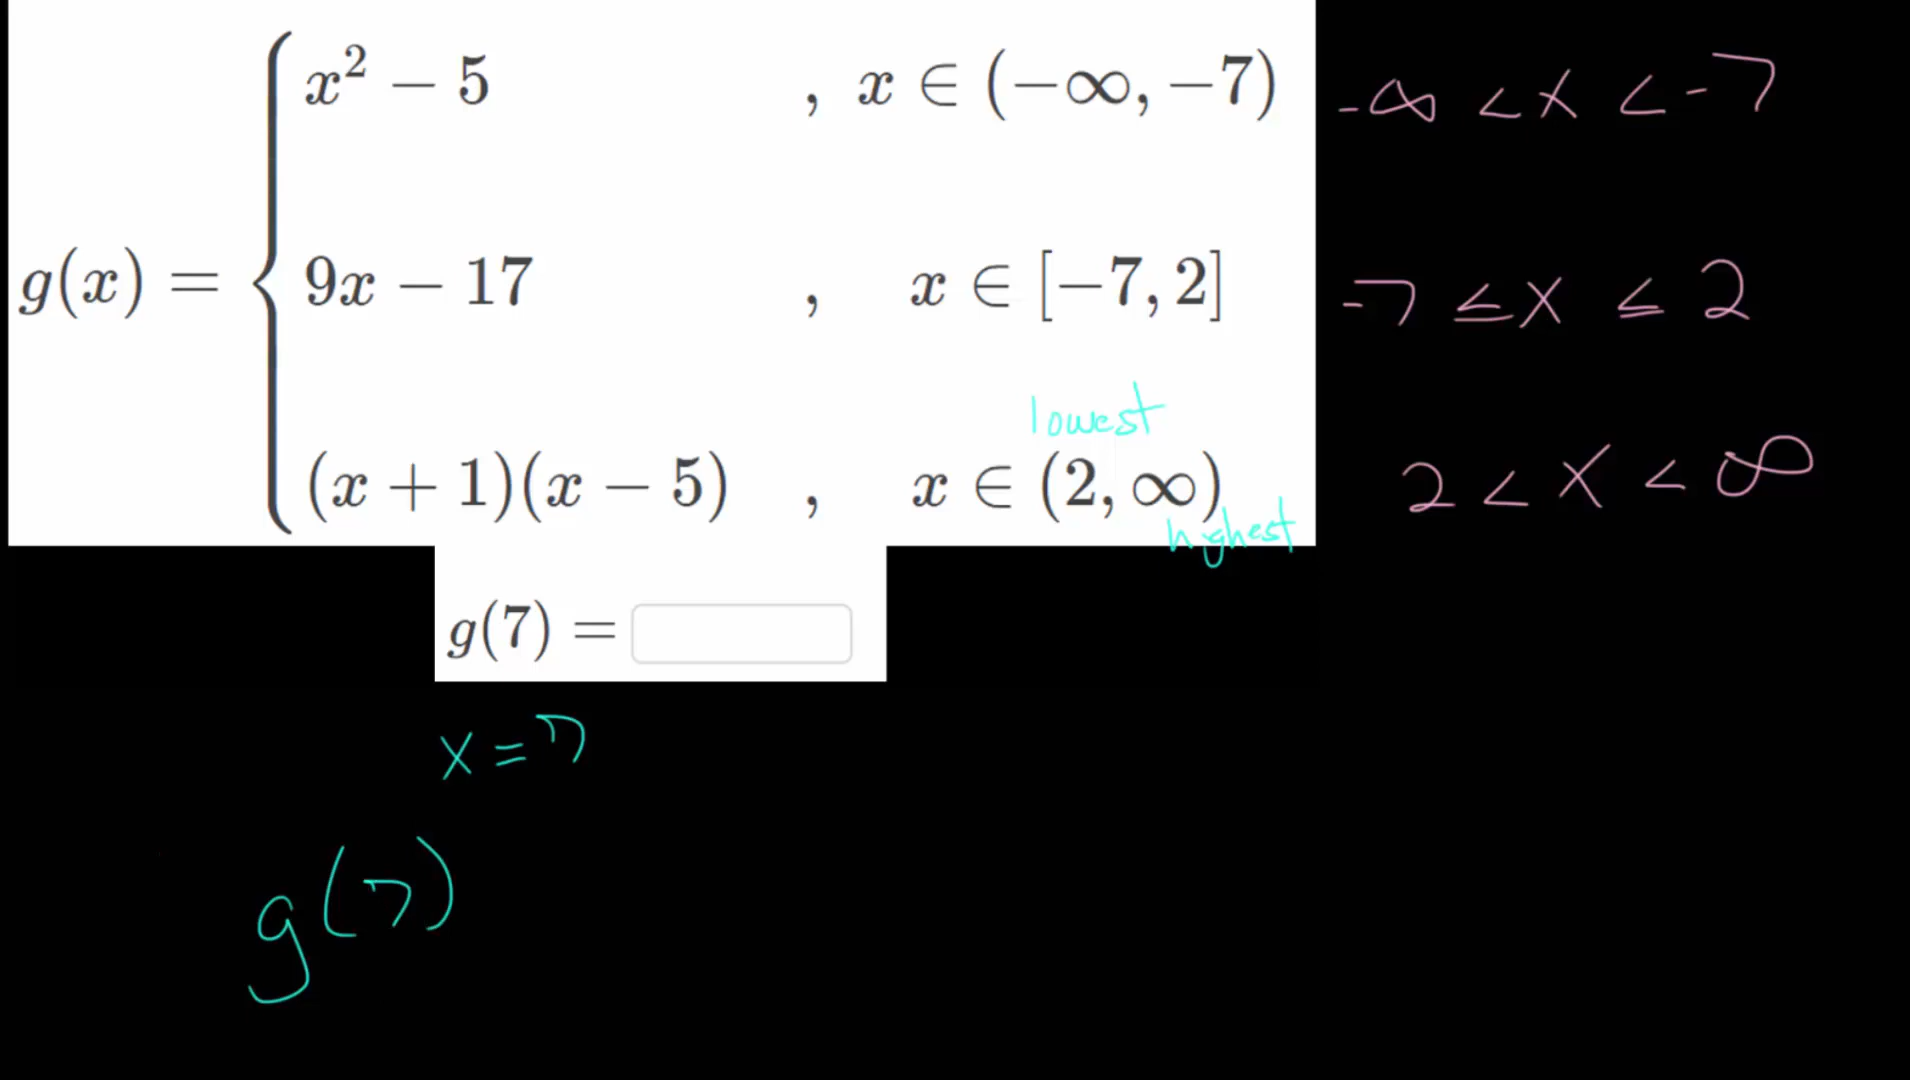 x² − 5 , x ∈ (−∞, −7) -∞ < x < -7
g(x) = { 9x − 17 , x ∈ [−7, 2] -7 ≤ x ≤ 2
lowest
(x + 1)(x − 5) , x ∈ (2, ∞) 2 < x < ∞
highest
g(7) =
x = 7
g(7)